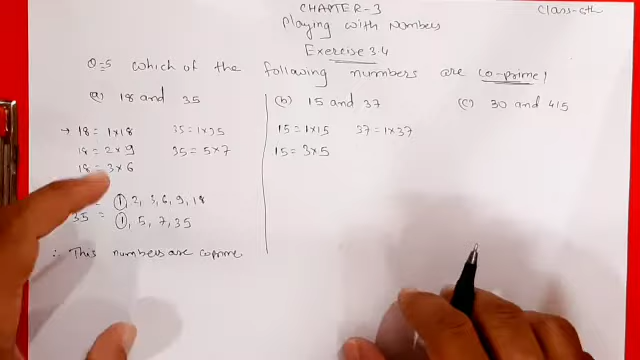 CHAPTER-3
Class-6th
Playing with Numbers
Exercise 3.4
Q=5 Which of the following numbers are co-prime!
(a) 18 and 35
(b) 15 and 37
(c) 30 and 415
→ 18 = 1×18 35 = 1×35
18 = 2×9 35 = 5×7
18 = 3×6
= 1, 2, 3, 6, 9, 18
35 = 1, 5, 7, 35
∴ This numbers are coprime
15 = 1×15 37 = 1×37
15 = 3×5